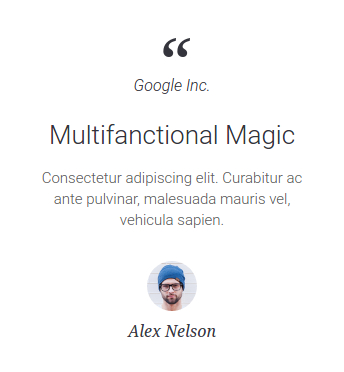 “
Google Inc.
Multifanctional Magic
Consectetur adipiscing elit. Curabitur ac
ante pulvinar, malesuada mauris vel,
vehicula sapien.
Alex Nelson